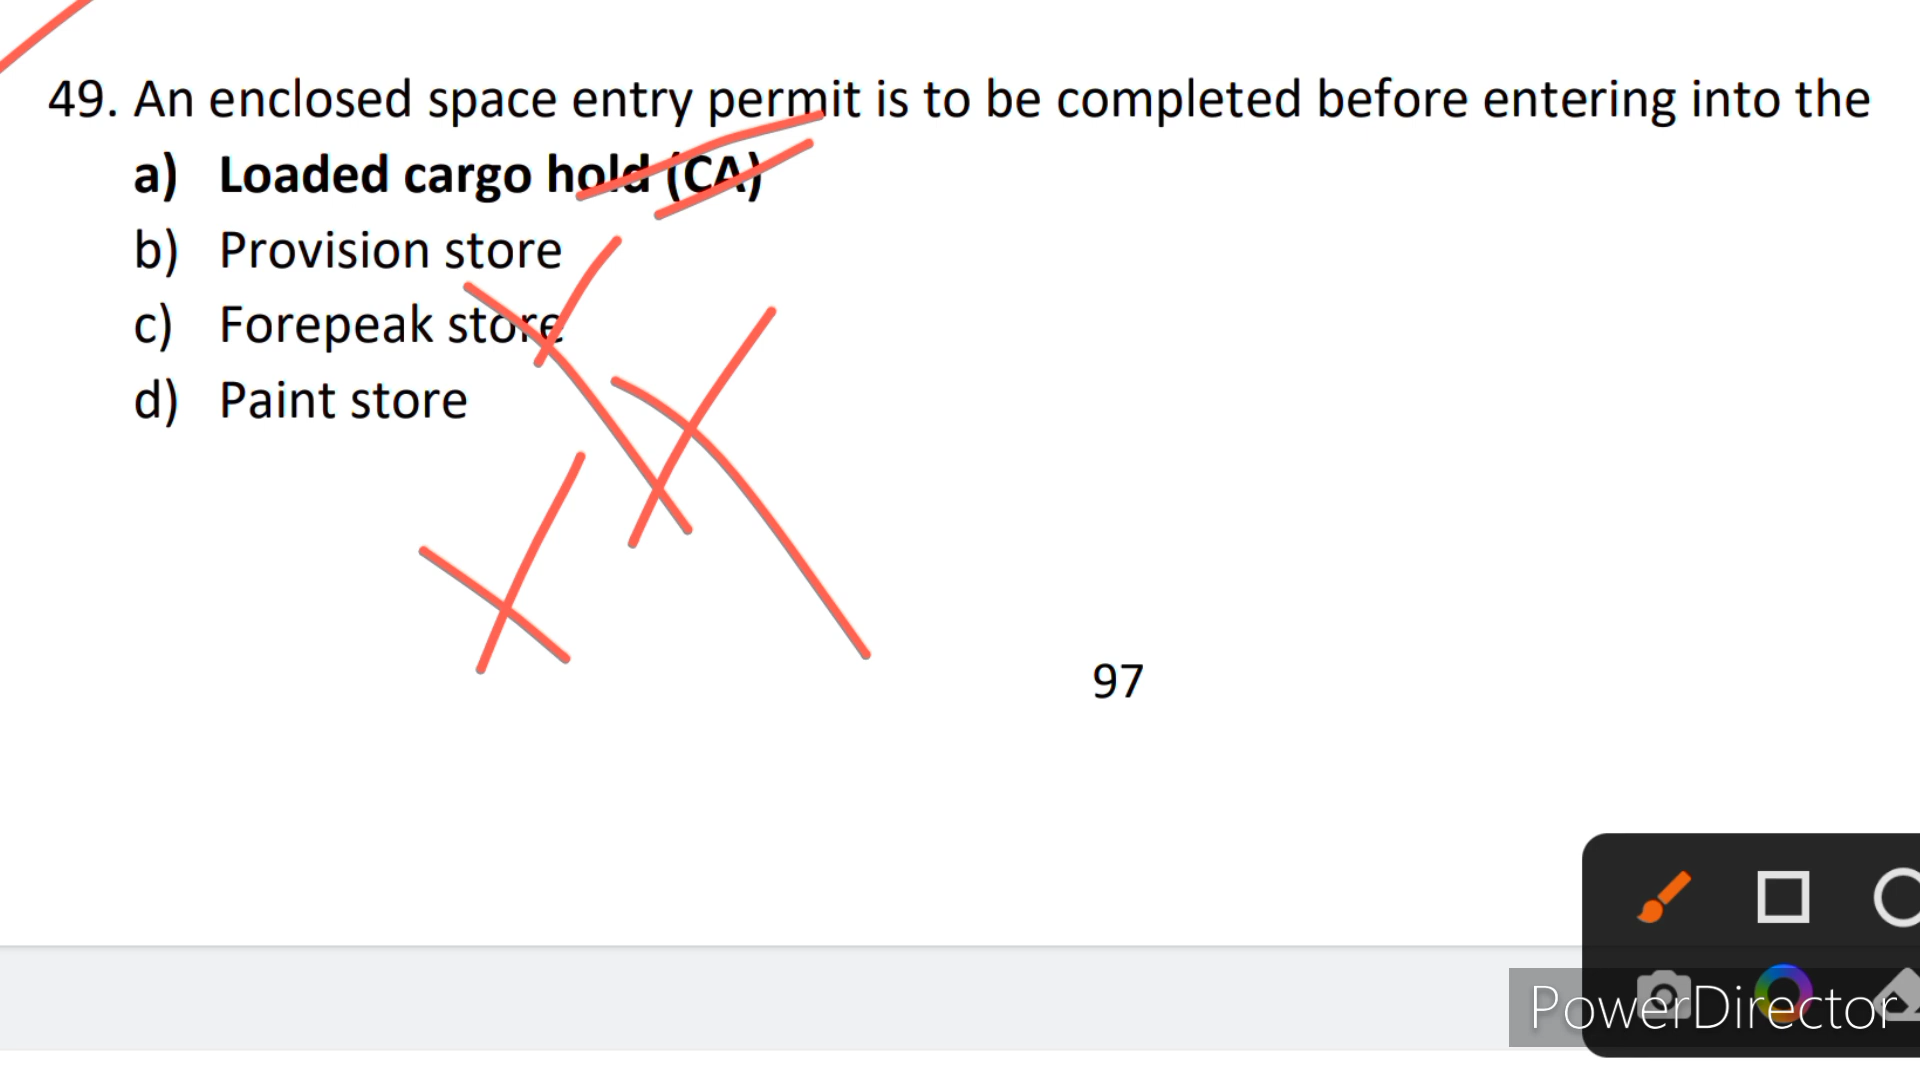 49. An enclosed space entry permit is to be completed before entering into the
a) Loaded cargo hold (CA)
b) Provision store
c) Forepeak store
d) Paint store
97
PowerDirector